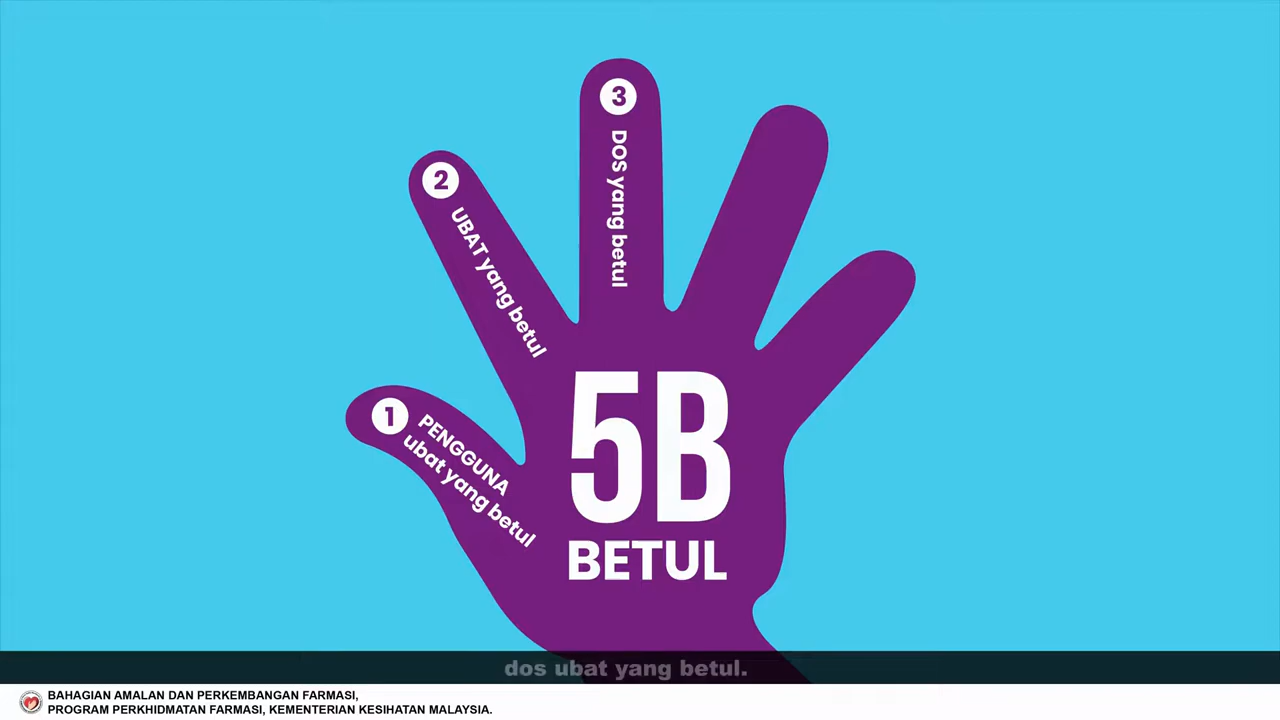 3
DOS yang betul
2
UBAT yang betul
1
PENGGUNA
ubat yang betul
5B
BETUL
dos ubat yang betul.
BAHAGIAN AMALAN DAN PERKEMBANGAN FARMASI,
PROGRAM PERKHIDMATAN FARMASI, KEMENTERIAN KESIHATAN MALAYSIA.